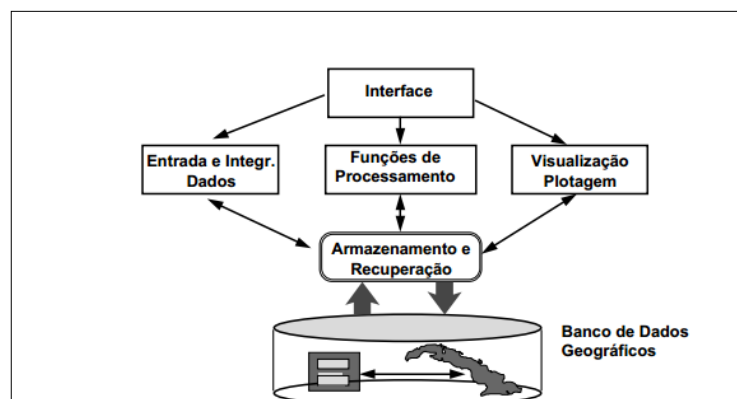 Interface
Entrada e Integr.
Dados
Funções de
Processamento
Visualização
Plotagem
Armazenamento e
Recuperação
Banco de Dados
Geográficos